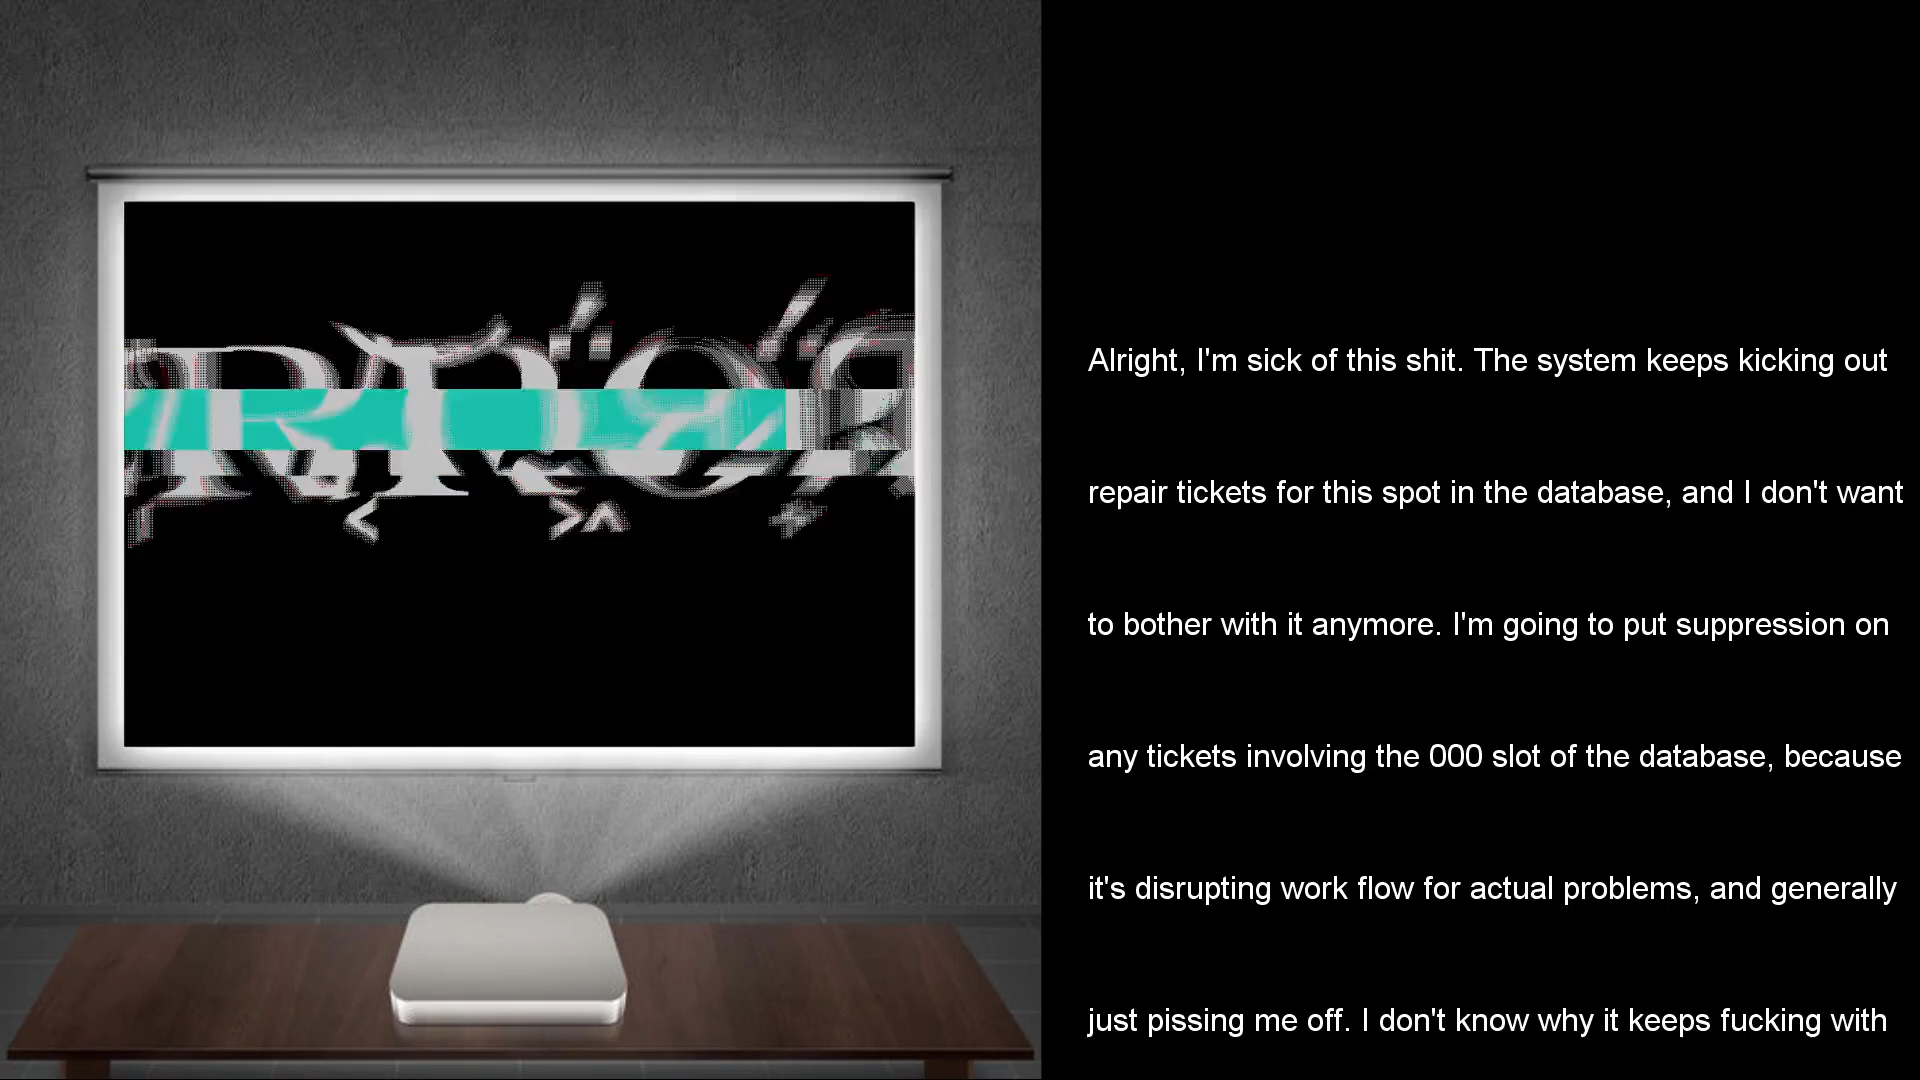 Alright, I'm sick of this shit. The system keeps kicking out
repair tickets for this spot in the database, and I don't want
to bother with it anymore. I'm going to put suppression on
any tickets involving the 000 slot of the database, because
it's disrupting work flow for actual problems, and generally
just pissing me off. I don't know why it keeps fucking with